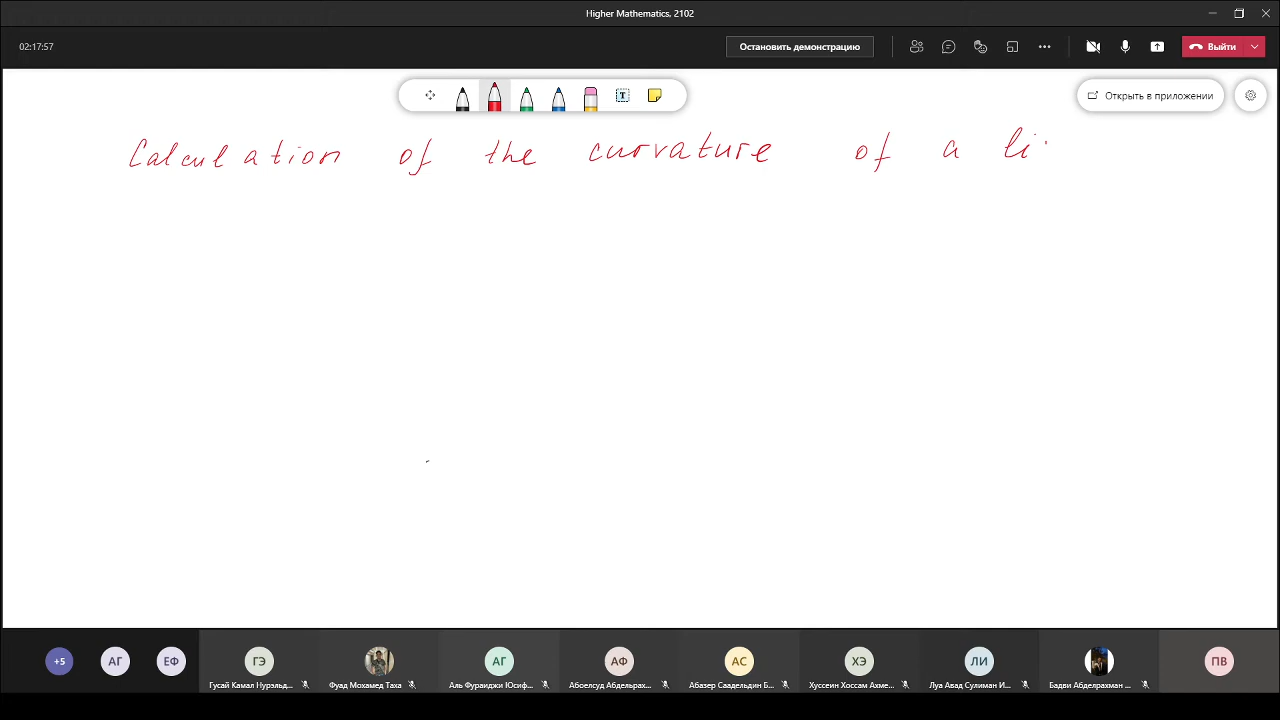 Higher Mathematics, 2102
02:17:57
Остановить демонстрацию
Выйти
Открыть в приложении
Calculation of the curvature of a li
+5
АГ
ЕФ
ГЭ
АГ
АФ
АС
ХЭ
ЛИ
ПВ
Гусай Камал Нурэльд...
Фуад Мохамед Таха
Аль Фураиджи Юсиф...
Абоелсуд Абдельрах...
Абазер Саадельдин Б...
Хуссеин Хоссам Ахме...
Луа Авад Сулиман И...
Бадви Абделрахман ...